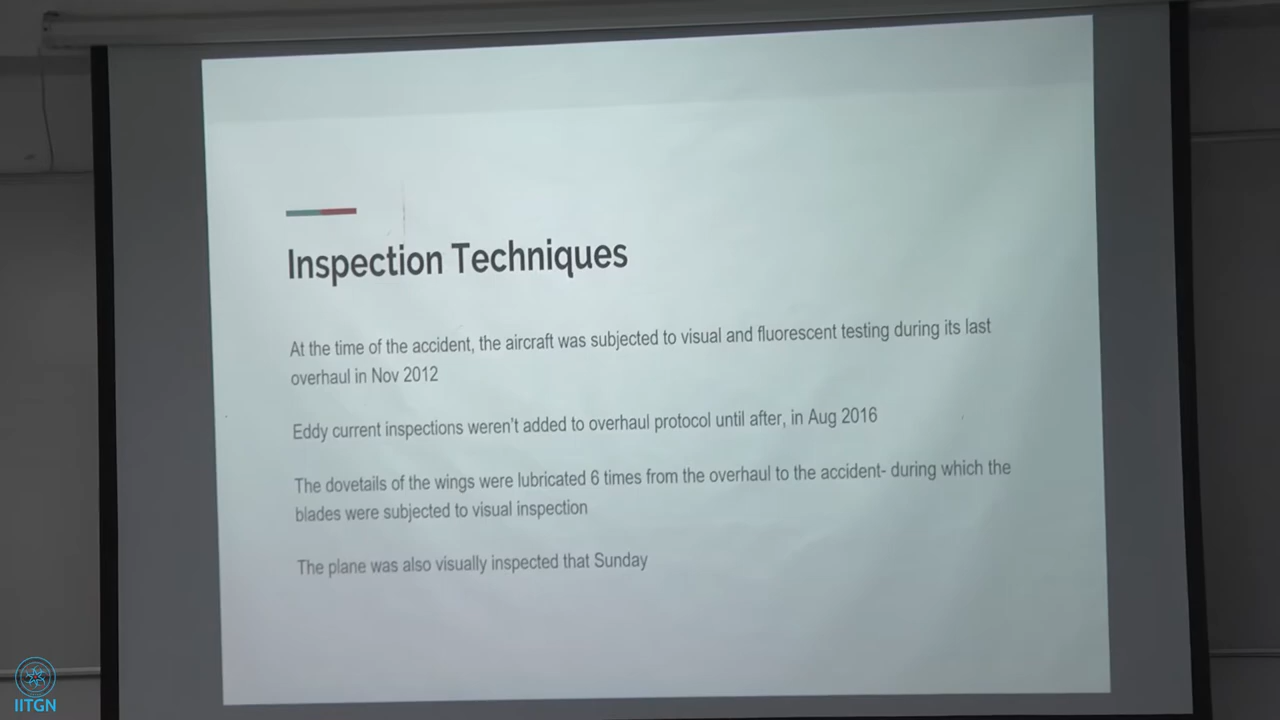 Inspection Techniques
At the time of the accident, the aircraft was subjected to visual and fluorescent testing during its last
overhaul in Nov 2012
Eddy current inspections weren't added to overhaul protocol until after, in Aug 2016
The dovetails of the wings were lubricated 6 times from the overhaul to the accident- during which the
blades were subjected to visual inspection
The plane was also visually inspected that Sunday
IITGN